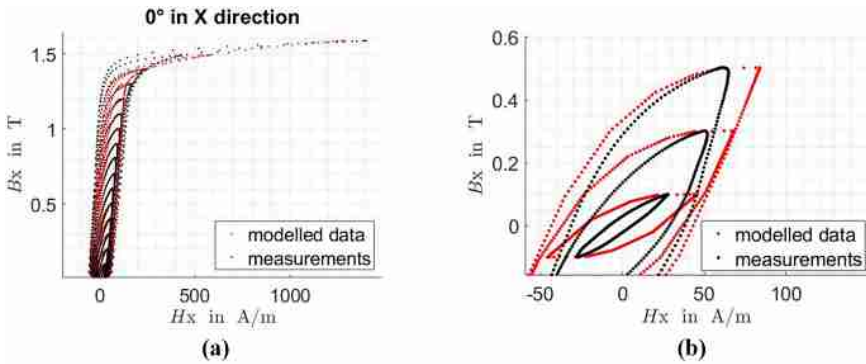 0° in X direction
Bx in T
1.5
1
0.5
modelled data
measurements
0
500
1000
Hx in A/m
(a)
Bx in T
0.6
0.4
0.2
0
modelled data
measurements
-50
0
50
100
Hx in A/m
(b)